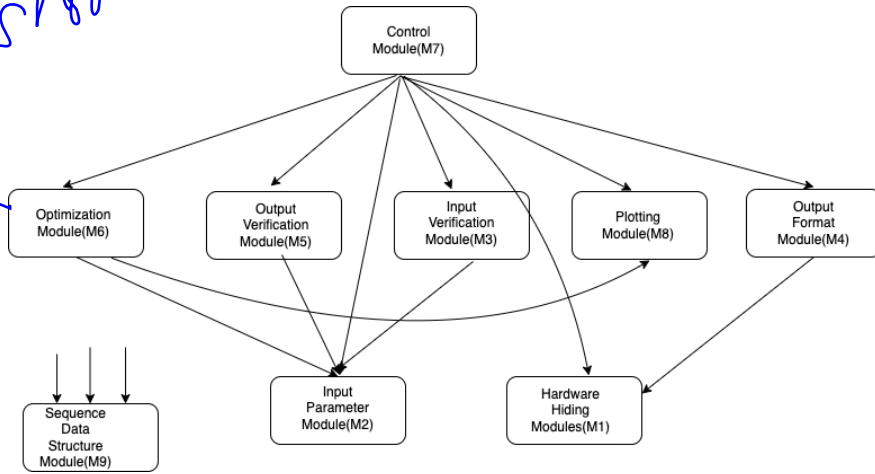 Control
Module(M7)
Optimization
Module(M6)
Output
Verification
Module(M5)
Input
Verification
Module(M3)
Plotting
Module(M8)
Output
Format
Module(M4)
Sequence
Data
Structure
Module(M9)
Input
Parameter
Module(M2)
Hardware
Hiding
Modules(M1)